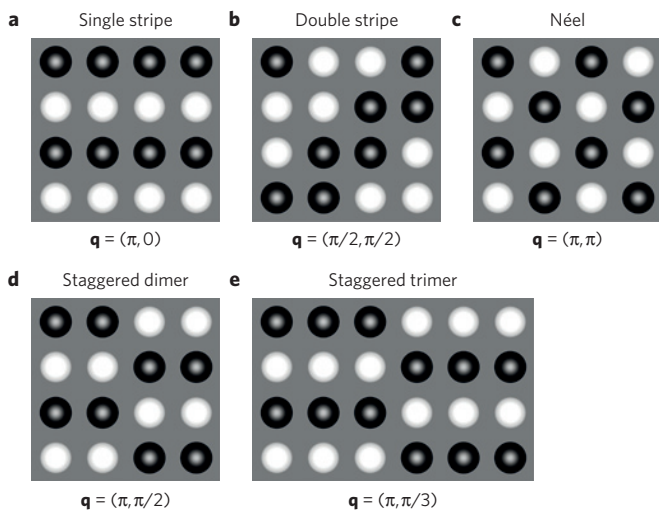 a Single stripe
b Double stripe
c Néel
q = (π, 0)
q = (π/2, π/2)
q = (π, π)
d Staggered dimer
e Staggered trimer
q = (π, π/2)
q = (π, π/3)